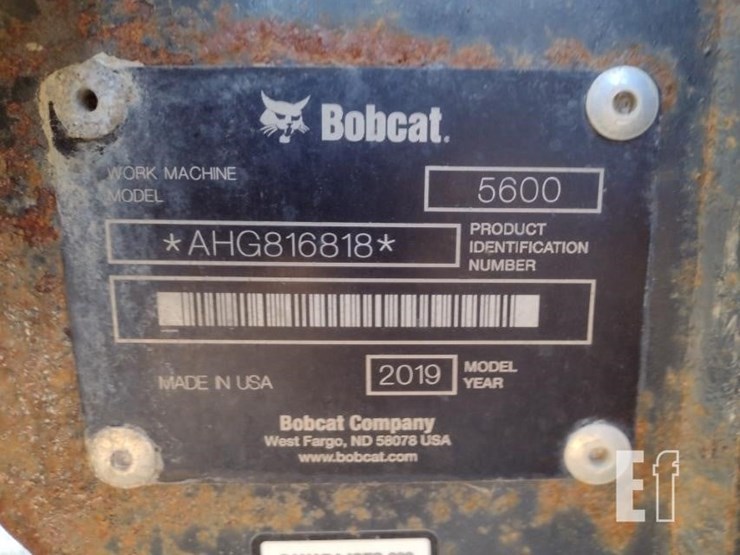 Bobcat.
WORK MACHINE
MODEL
5600
*AHG816818*
PRODUCT
IDENTIFICATION
NUMBER
MADE IN USA
2019
MODEL
YEAR
Bobcat Company
West Fargo, ND 58078 USA
www.bobcat.com
Ef